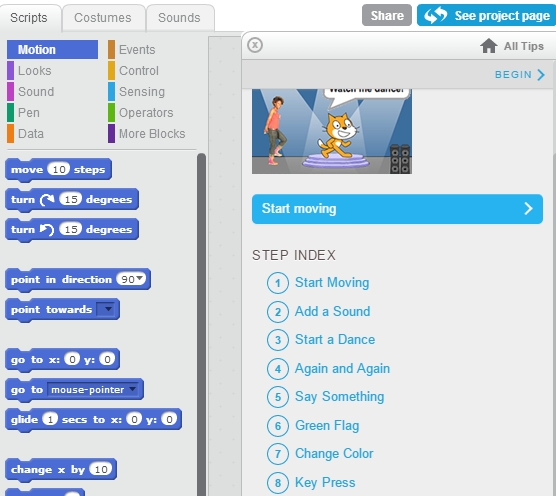 Scripts
Costumes
Sounds
Share
See project page
Motion
Events
Looks
Control
Sound
Sensing
Pen
Operators
Data
More Blocks
move 10 steps
turn 15 degrees
turn 15 degrees
point in direction 90
point towards
go to x: 0 y: 0
go to mouse-pointer
glide 1 secs to x: 0 y: 0
change x by 10
All Tips
BEGIN
Watch me dance!
Start moving
STEP INDEX
1 Start Moving
2 Add a Sound
3 Start a Dance
4 Again and Again
5 Say Something
6 Green Flag
7 Change Color
8 Key Press